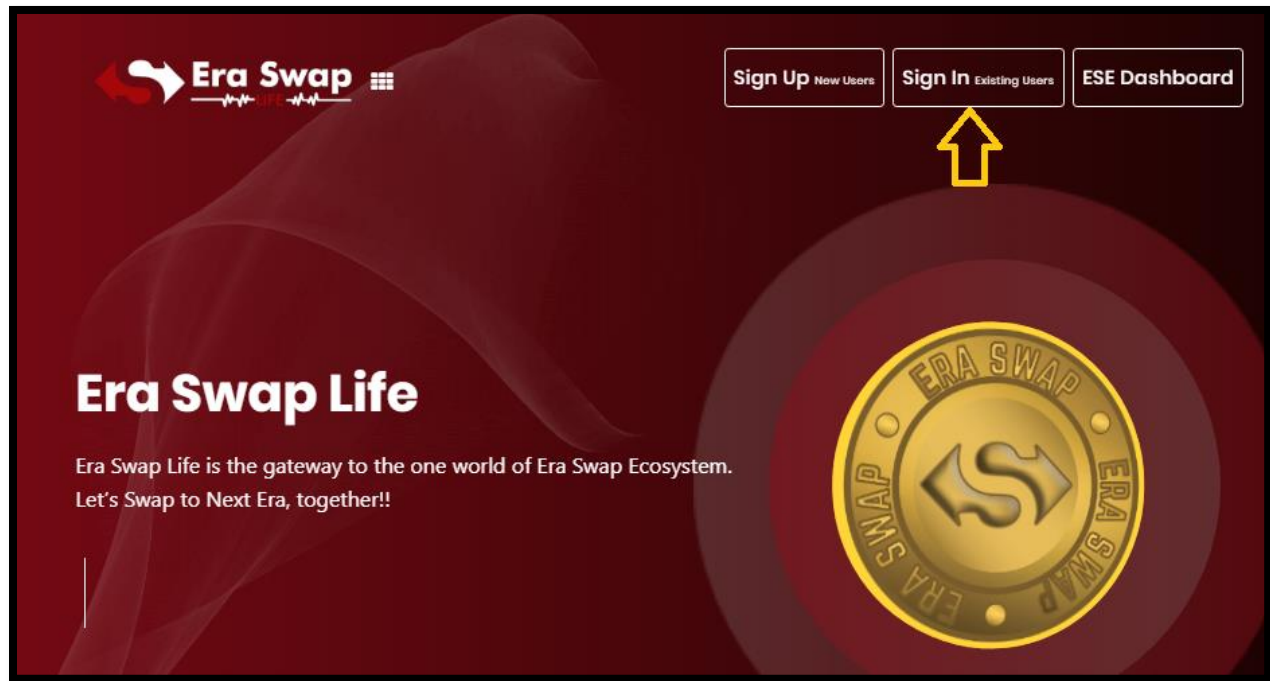 Era Swap
LIFE
Sign Up New Users
Sign In Existing Users
ESE Dashboard
Era Swap Life
Era Swap Life is the gateway to the one world of Era Swap Ecosystem.
Let's Swap to Next Era, together!!
ERA SWAP
ERA SWAP
ERA SWAP
ERA SWAP